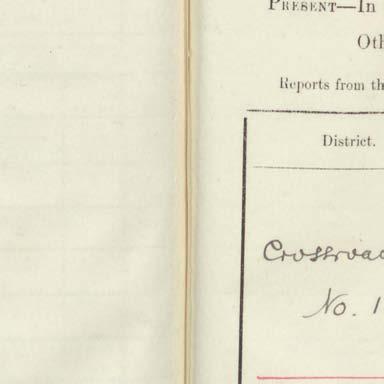 PRESENT—In
Oth
Reports from th
District.
Crossroad
No. 1